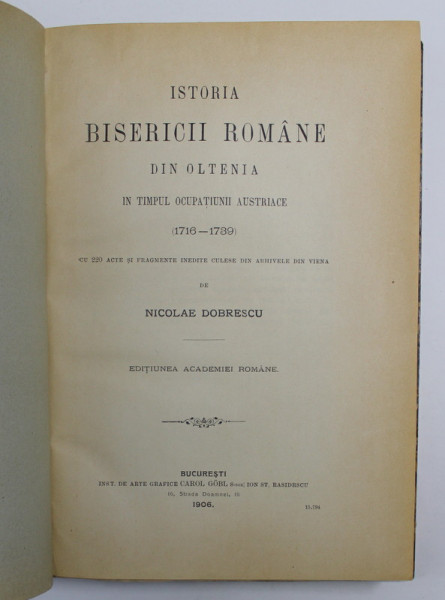 ISTORIA
BISERICII ROMÂNE
DIN OLTENIA
IN TIMPUL OCUPAȚIUNII AUSTRIACE
(1716—1739)
CU 220 ACTE ȘI FRAGMENTE INEDITE CULESE DIN ARHIVELE DIN VIENA
DE
NICOLAE DOBRESCU
EDIȚIUNEA ACADEMIEI ROMÂNE.
BUCUREȘTI
INST. DE ARTE GRAFICE CAROL GÖBL Sucr. ION ST. RASIDESCU
16, Strada Doamnei, 16
1906.